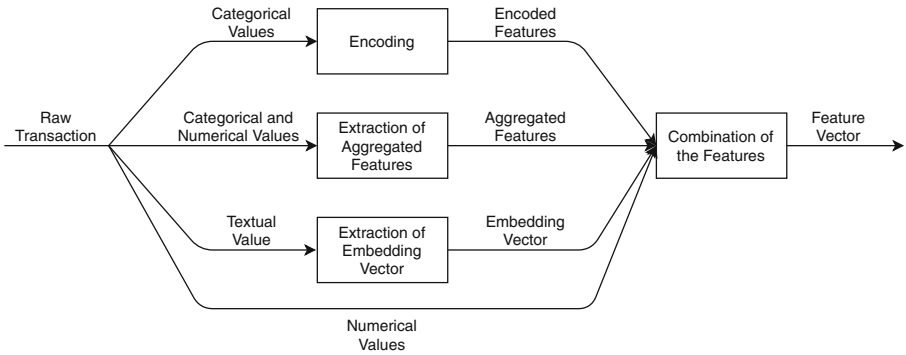 Categorical
Values
Encoding
Encoded
Features
Raw
Transaction
Categorical and
Numerical Values
Extraction of
Aggregated
Features
Aggregated
Features
Combination of
the Features
Feature
Vector
Textual
Value
Extraction of
Embedding
Vector
Embedding
Vector
Numerical
Values